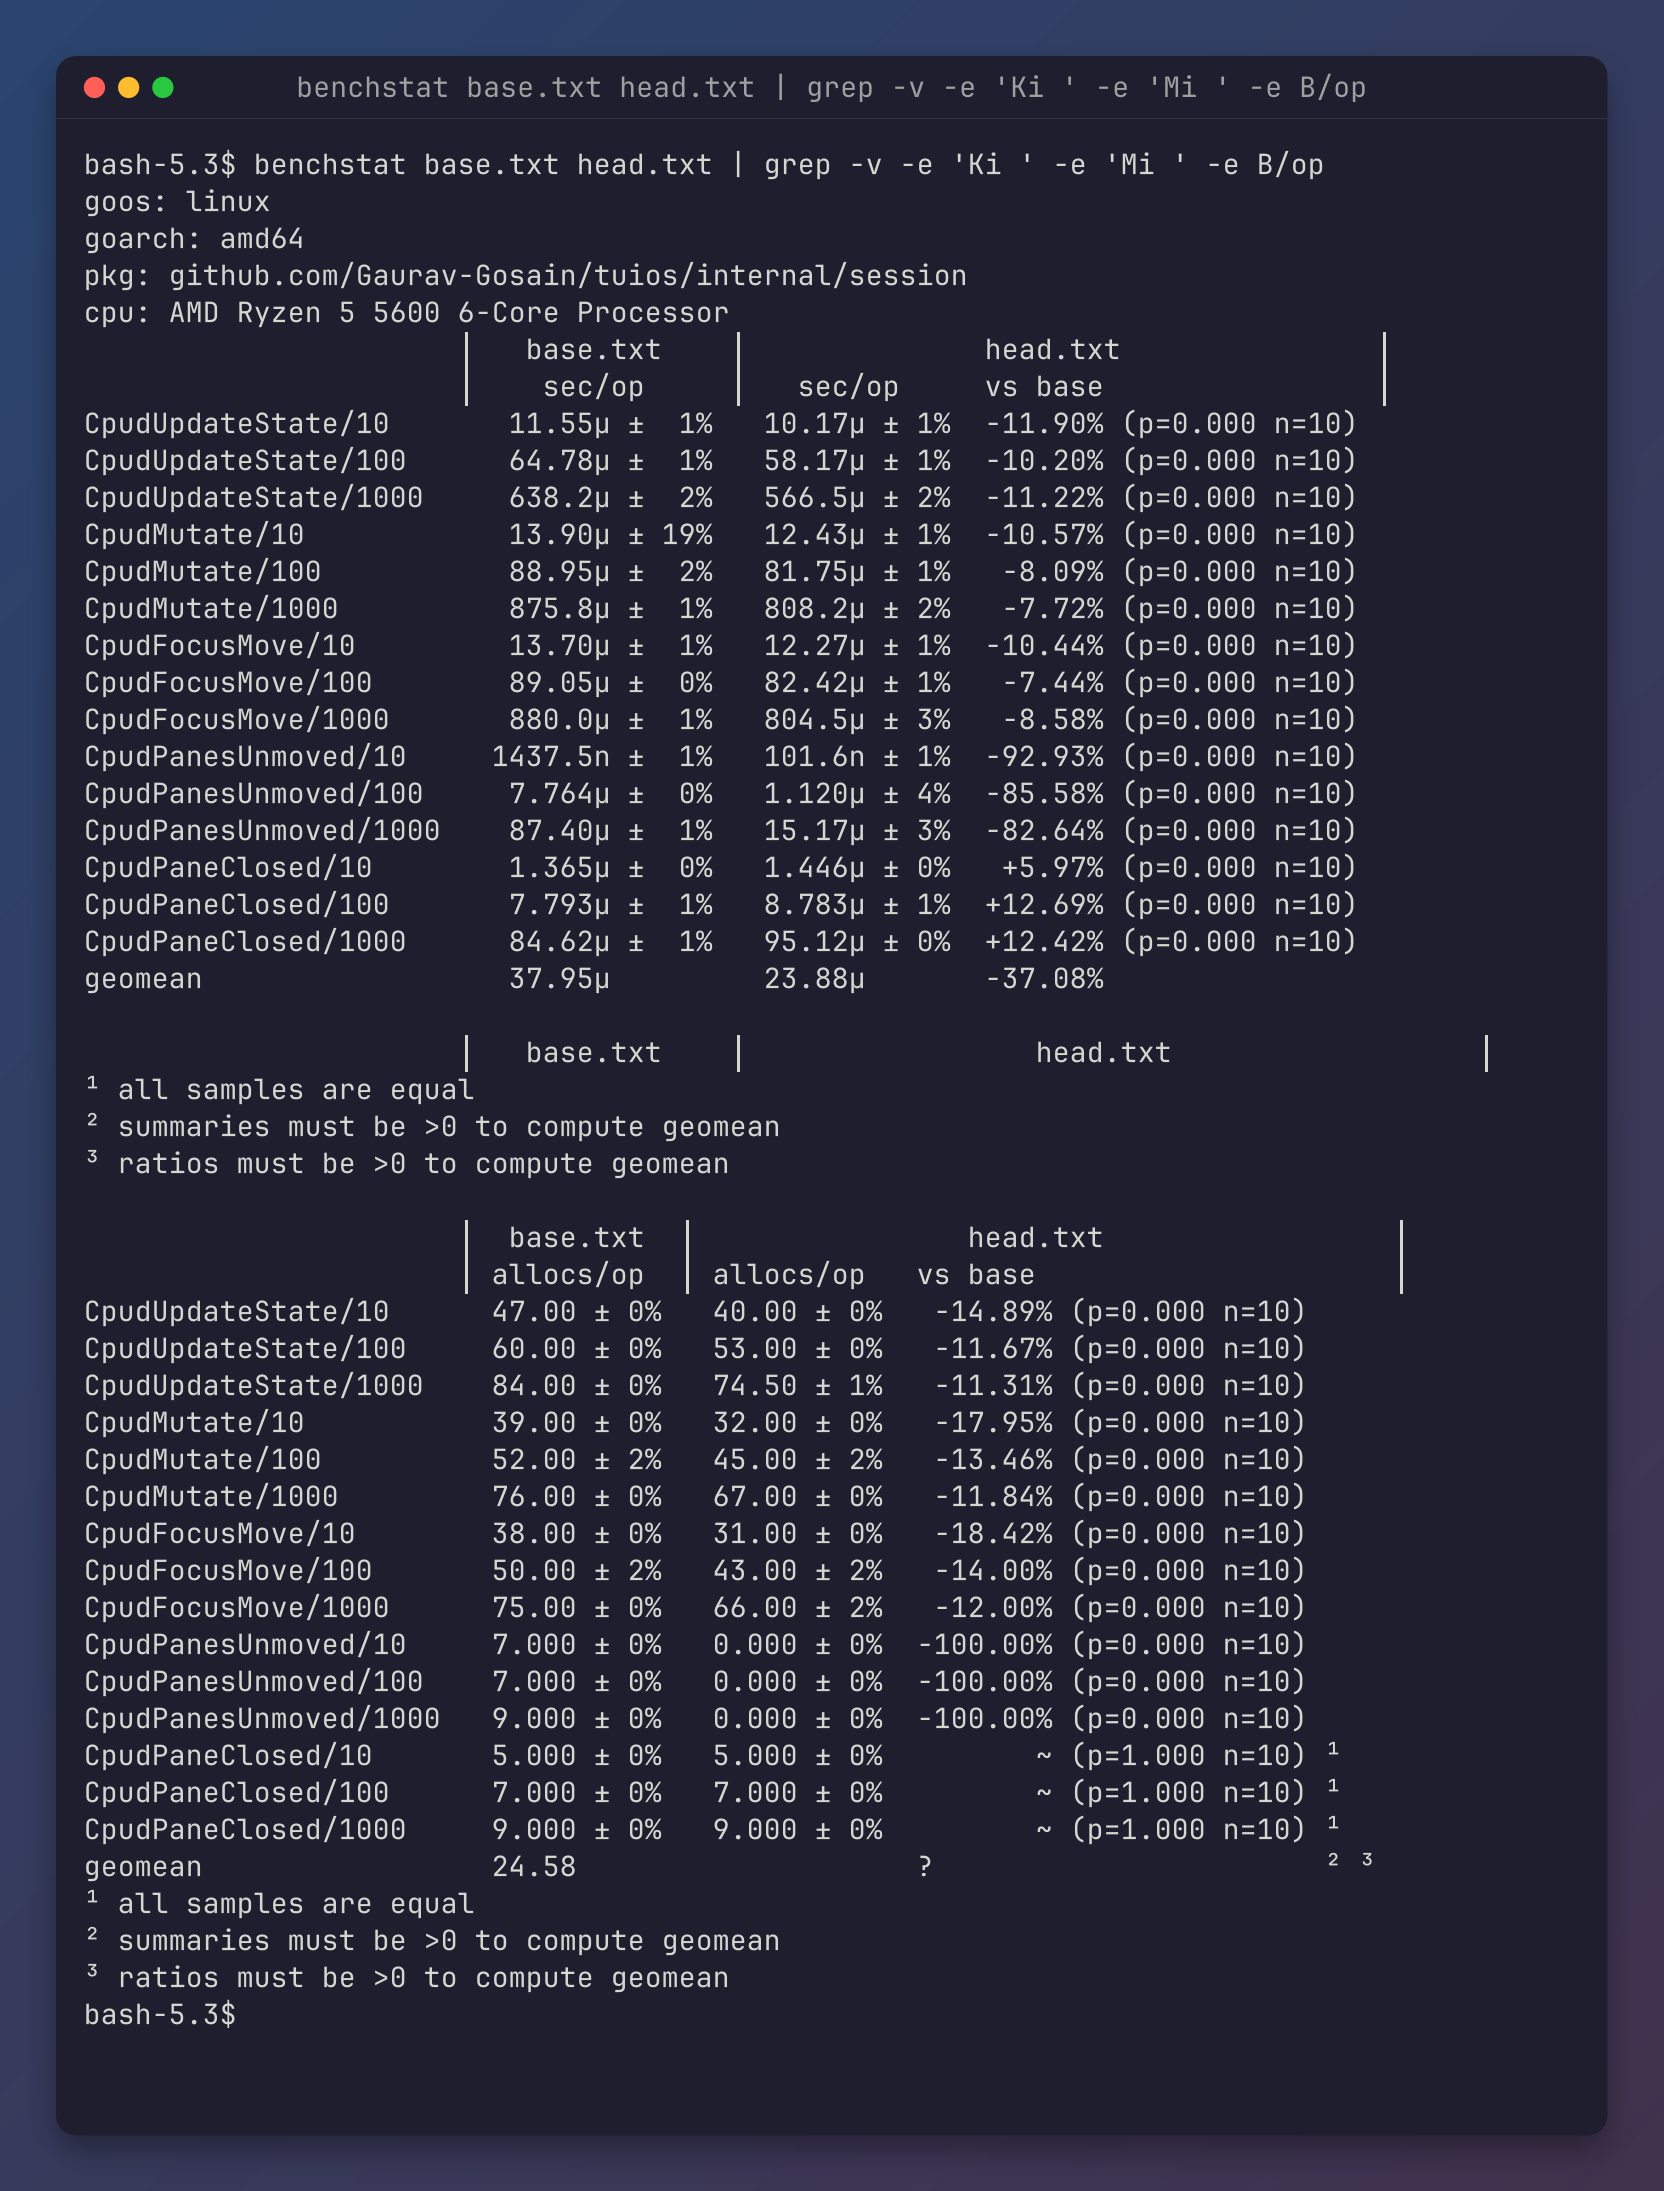 benchstat base.txt head.txt | grep -v -e 'Ki ' -e 'Mi ' -e B/op
bash-5.3$ benchstat base.txt head.txt | grep -v -e 'Ki ' -e 'Mi ' -e B/op
goos: linux
goarch: amd64
pkg: github.com/Gaurav-Gosain/tuios/internal/session
cpu: AMD Ryzen 5 5600 6-Core Processor
                      │   base.txt    │              head.txt               │
                      │    sec/op     │   sec/op     vs base                │
CpudUpdateState/10       11.55µ ±  1%   10.17µ ± 1%  -11.90% (p=0.000 n=10)
CpudUpdateState/100      64.78µ ±  1%   58.17µ ± 1%  -10.20% (p=0.000 n=10)
CpudUpdateState/1000     638.2µ ±  2%   566.5µ ± 2%  -11.22% (p=0.000 n=10)
CpudMutate/10            13.90µ ± 19%   12.43µ ± 1%  -10.57% (p=0.000 n=10)
CpudMutate/100           88.95µ ±  2%   81.75µ ± 1%   -8.09% (p=0.000 n=10)
CpudMutate/1000          875.8µ ±  1%   808.2µ ± 2%   -7.72% (p=0.000 n=10)
CpudFocusMove/10         13.70µ ±  1%   12.27µ ± 1%  -10.44% (p=0.000 n=10)
CpudFocusMove/100        89.05µ ±  0%   82.42µ ± 1%   -7.44% (p=0.000 n=10)
CpudFocusMove/1000       880.0µ ±  1%   804.5µ ± 3%   -8.58% (p=0.000 n=10)
CpudPanesUnmoved/10     1437.5n ±  1%   101.6n ± 1%  -92.93% (p=0.000 n=10)
CpudPanesUnmoved/100     7.764µ ±  0%   1.120µ ± 4%  -85.58% (p=0.000 n=10)
CpudPanesUnmoved/1000    87.40µ ±  1%   15.17µ ± 3%  -82.64% (p=0.000 n=10)
CpudPaneClosed/10        1.365µ ±  0%   1.446µ ± 0%   +5.97% (p=0.000 n=10)
CpudPaneClosed/100       7.793µ ±  1%   8.783µ ± 1%  +12.69% (p=0.000 n=10)
CpudPaneClosed/1000      84.62µ ±  1%   95.12µ ± 0%  +12.42% (p=0.000 n=10)
geomean                  37.95µ         23.88µ       -37.08%
                      │   base.txt    │                 head.txt                  │
¹ all samples are equal
² summaries must be >0 to compute geomean
³ ratios must be >0 to compute geomean
                      │  base.txt  │                head.txt                 │
                      │ allocs/op  │ allocs/op   vs base                     │
CpudUpdateState/10      47.00 ± 0%   40.00 ± 0%   -14.89% (p=0.000 n=10)
CpudUpdateState/100     60.00 ± 0%   53.00 ± 0%   -11.67% (p=0.000 n=10)
CpudUpdateState/1000    84.00 ± 0%   74.50 ± 1%   -11.31% (p=0.000 n=10)
CpudMutate/10           39.00 ± 0%   32.00 ± 0%   -17.95% (p=0.000 n=10)
CpudMutate/100          52.00 ± 2%   45.00 ± 2%   -13.46% (p=0.000 n=10)
CpudMutate/1000         76.00 ± 0%   67.00 ± 0%   -11.84% (p=0.000 n=10)
CpudFocusMove/10        38.00 ± 0%   31.00 ± 0%   -18.42% (p=0.000 n=10)
CpudFocusMove/100       50.00 ± 2%   43.00 ± 2%   -14.00% (p=0.000 n=10)
CpudFocusMove/1000      75.00 ± 0%   66.00 ± 2%   -12.00% (p=0.000 n=10)
CpudPanesUnmoved/10     7.000 ± 0%   0.000 ± 0%  -100.00% (p=0.000 n=10)
CpudPanesUnmoved/100    7.000 ± 0%   0.000 ± 0%  -100.00% (p=0.000 n=10)
CpudPanesUnmoved/1000   9.000 ± 0%   0.000 ± 0%  -100.00% (p=0.000 n=10)
CpudPaneClosed/10       5.000 ± 0%   5.000 ± 0%         ~ (p=1.000 n=10) ¹
CpudPaneClosed/100      7.000 ± 0%   7.000 ± 0%         ~ (p=1.000 n=10) ¹
CpudPaneClosed/1000     9.000 ± 0%   9.000 ± 0%         ~ (p=1.000 n=10) ¹
geomean                 24.58                    ?                       ² ³
¹ all samples are equal
² summaries must be >0 to compute geomean
³ ratios must be >0 to compute geomean
bash-5.3$